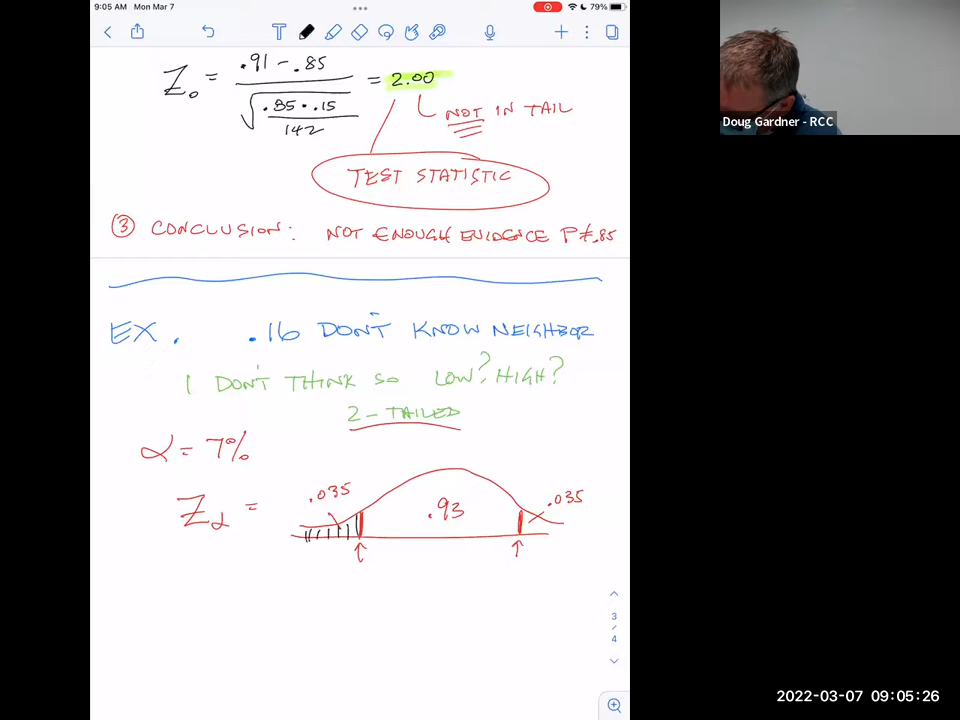 9:05 AM Mon Mar 7
79%
Z₀ = .91 - .85 / √(.85 · .15 / 142) = 2.00
NOT IN TAIL
TEST STATISTIC
③ CONCLUSION: NOT ENOUGH EVIDENCE P≠.85
EX. .16 DON'T KNOW NEIGHBOR
I DON'T THINK SO LOW? HIGH?
2-TAILED
α = 7%
Zα =
.035
.93
.035
3
/
4
Doug Gardner - RCC
2022-03-07 09:05:26